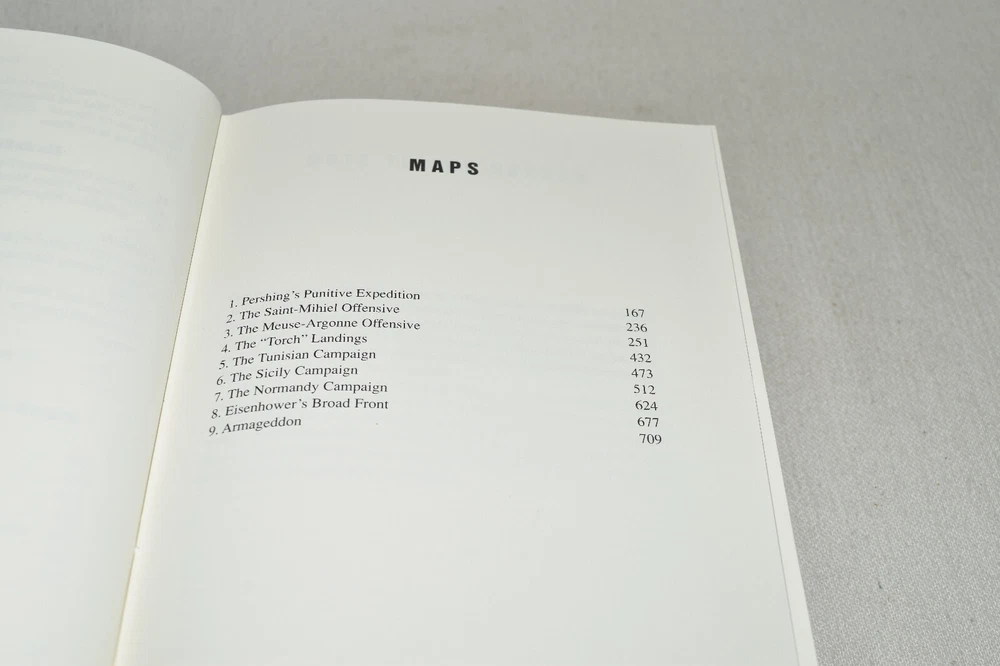 MAPS
1. Pershing's Punitive Expedition 167
2. The Saint-Mihiel Offensive 236
3. The Meuse-Argonne Offensive 251
4. The “Torch” Landings 432
5. The Tunisian Campaign 473
6. The Sicily Campaign 512
7. The Normandy Campaign 624
8. Eisenhower's Broad Front 677
9. Armageddon 709